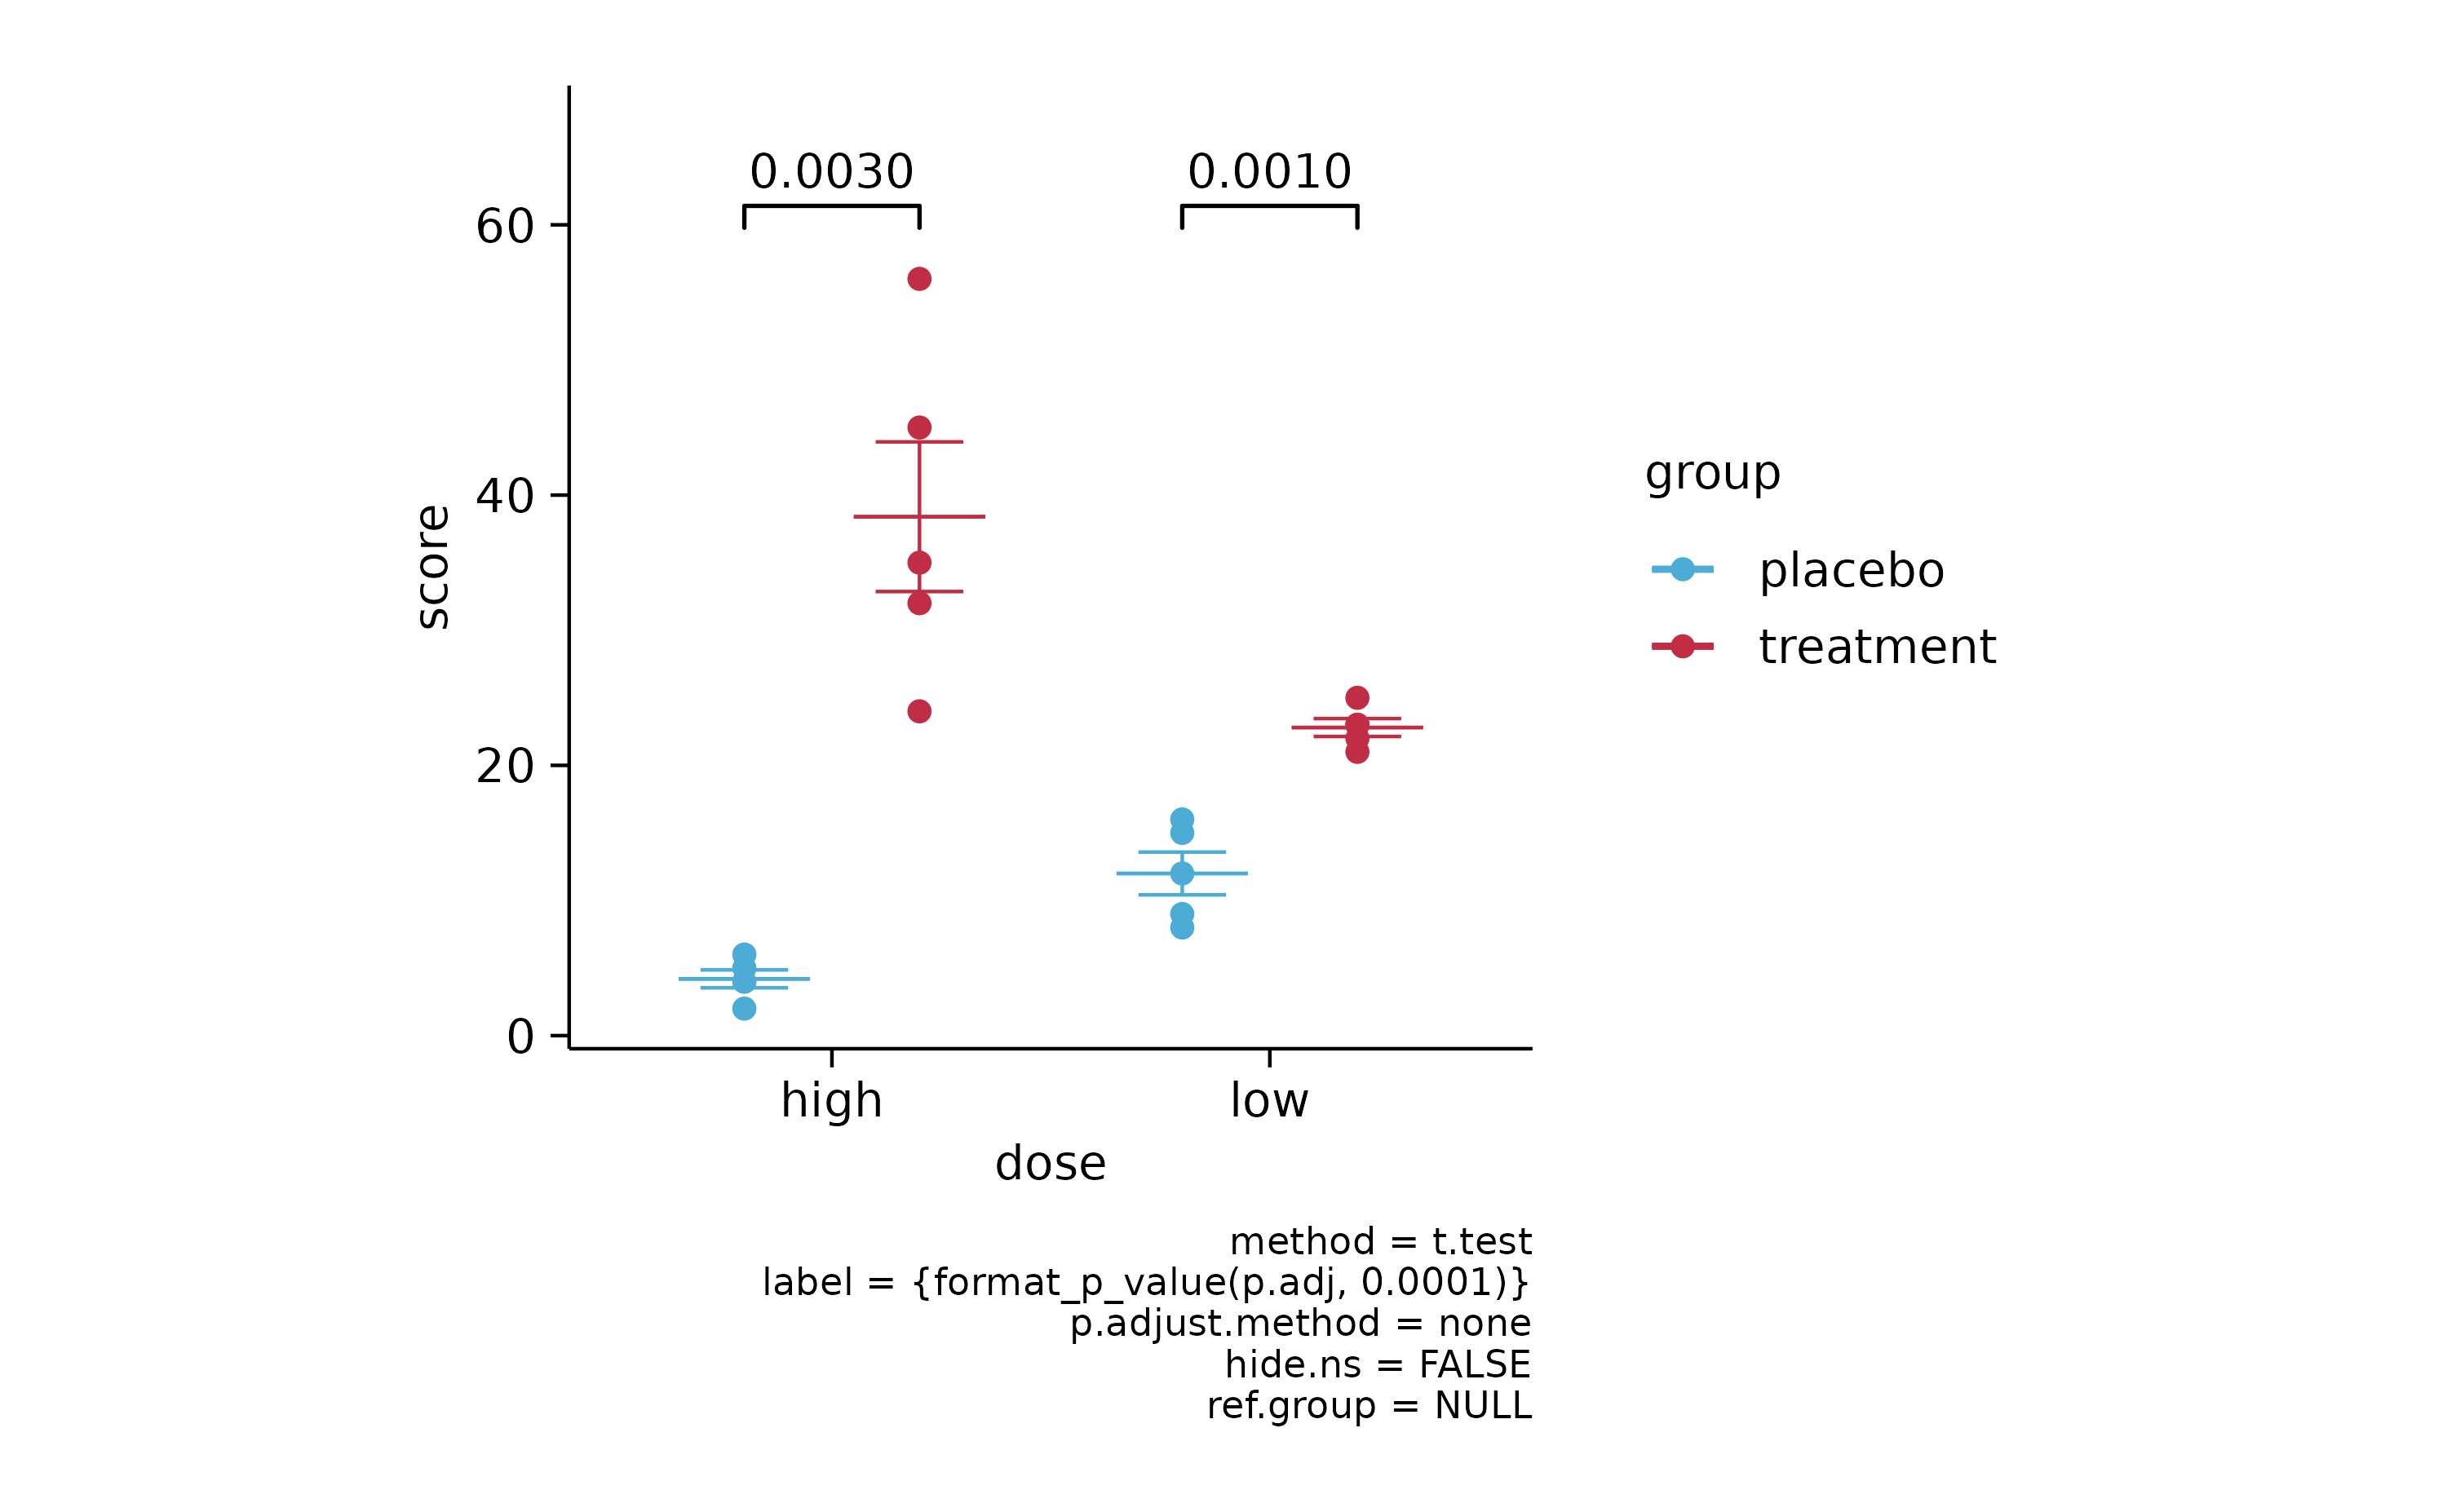 0.0030 0.0010
60
40
20
0
score
high low
dose
group
placebo
treatment
method = t.test
label = {format_p_value(p.adj, 0.0001)}
p.adjust.method = none
hide.ns = FALSE
ref.group = NULL